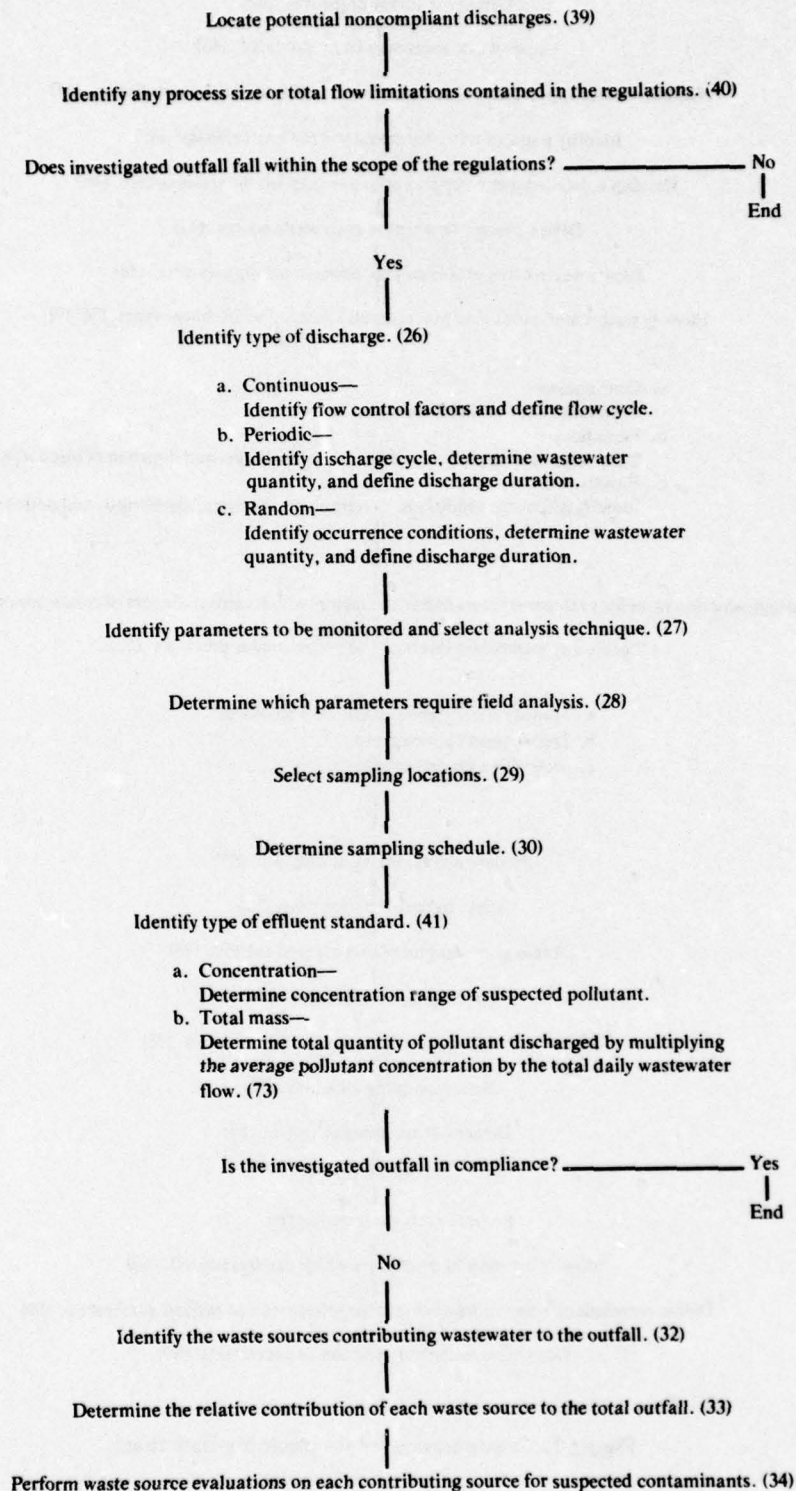 Locate potential noncompliant discharges. (39)
Identify any process size or total flow limitations contained in the regulations. (40)
Does investigated outfall fall within the scope of the regulations? No
End
Yes
Identify type of discharge. (26)
a. Continuous—
Identify flow control factors and define flow cycle.
b. Periodic—
Identify discharge cycle, determine wastewater
quantity, and define discharge duration.
c. Random—
Identify occurrence conditions, determine wastewater
quantity, and define discharge duration.
Identify parameters to be monitored and select analysis technique. (27)
Determine which parameters require field analysis. (28)
Select sampling locations. (29)
Determine sampling schedule. (30)
Identify type of effluent standard. (41)
a. Concentration—
Determine concentration range of suspected pollutant.
b. Total mass—
Determine total quantity of pollutant discharged by multiplying
the average pollutant concentration by the total daily wastewater
flow. (73)
Is the investigated outfall in compliance? Yes
End
No
Identify the waste sources contributing wastewater to the outfall. (32)
Determine the relative contribution of each waste source to the total outfall. (33)
Perform waste source evaluations on each contributing source for suspected contaminants. (34)